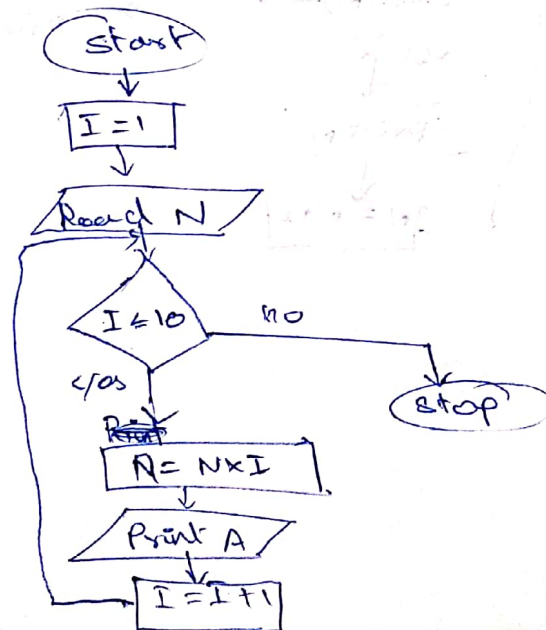 Start
I = 1
Read N
I ≤ 10
no
yes
stop
A = N×I
Print A
I = I + 1